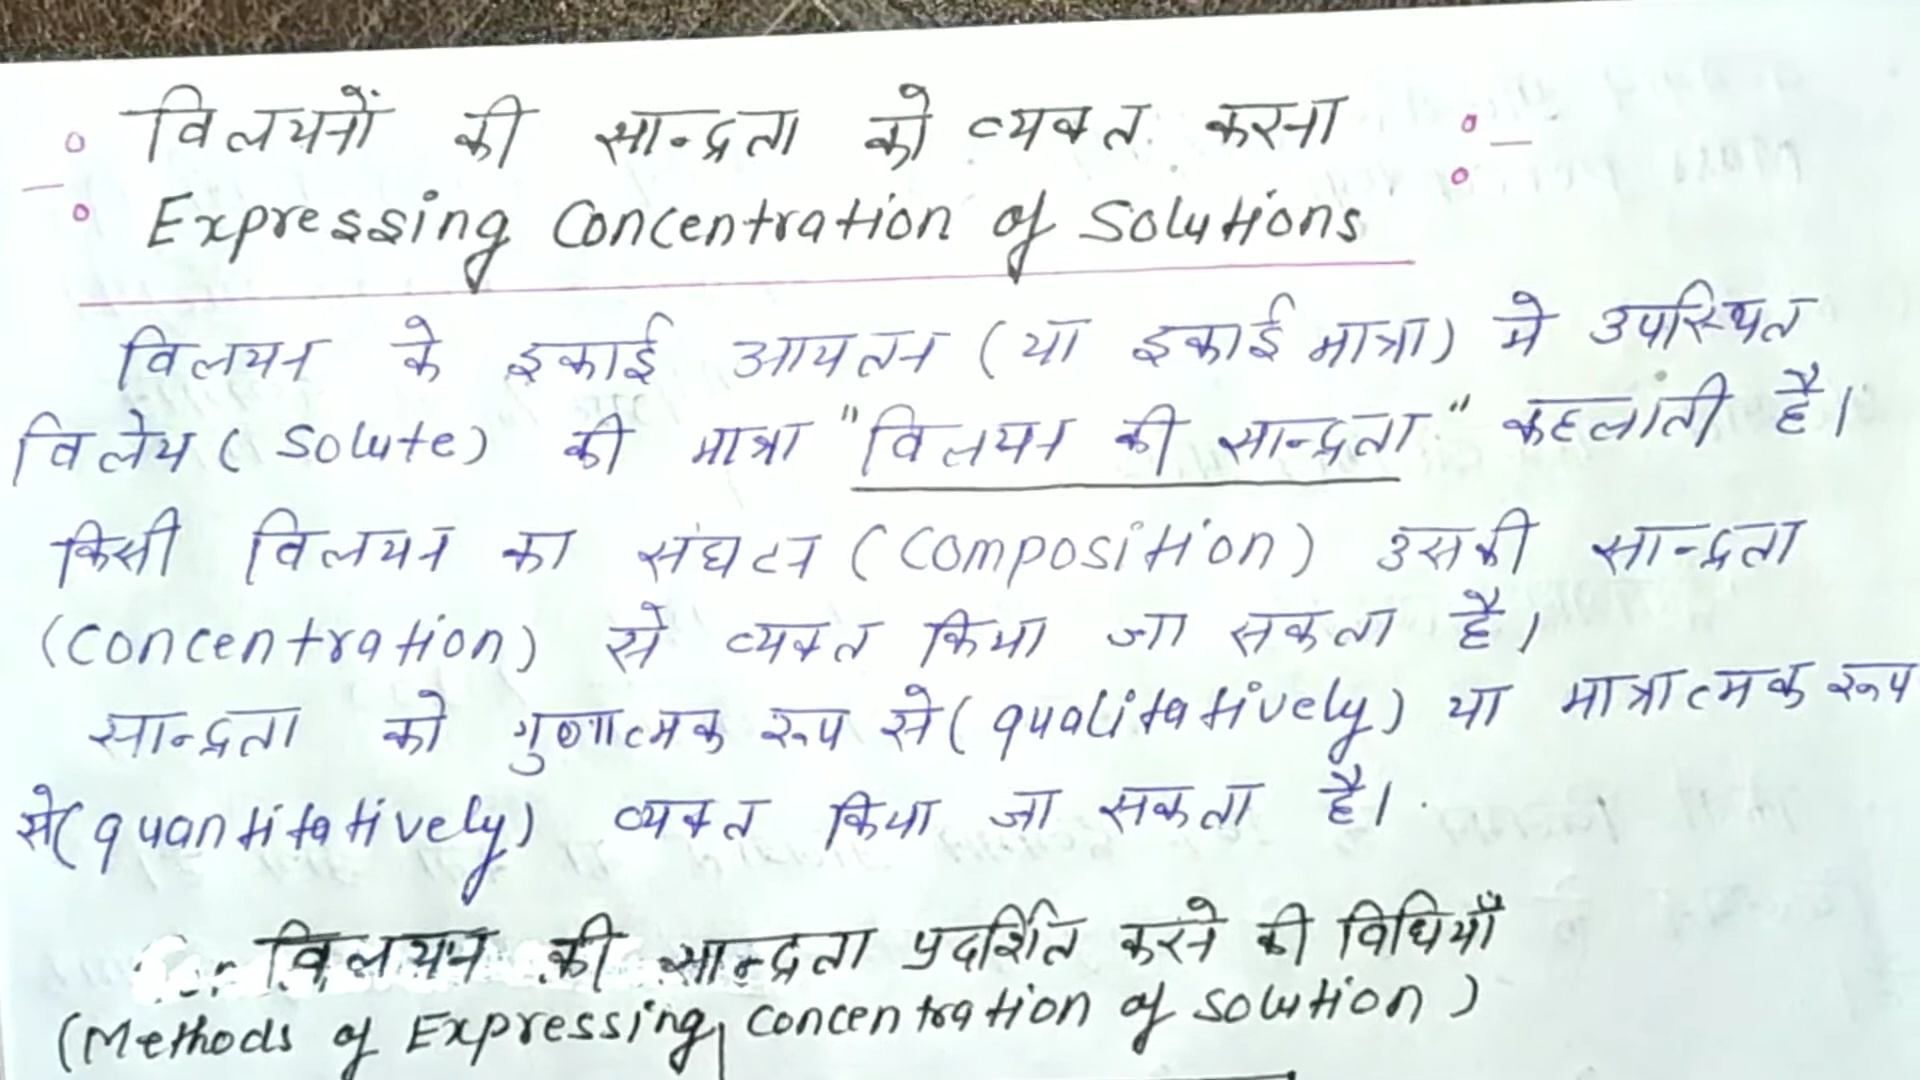 विलयनों की सान्द्रता को व्यक्त करना
Expressing Concentration of Solutions
विलयन के इकाई आयतन (या इकाई मात्रा) मे उपस्थित
विलेय (Solute) की मात्रा "विलयन की सान्द्रता" कहलाती है।
किसी विलयन का संघटन (Composition) उसकी सान्द्रता
(Concentration) से व्यक्त किया जा सकता है।
सान्द्रता को गुणात्मक रूप से (qualitatively) या मात्रात्मक रूप
से (quantitatively) व्यक्त किया जा सकता है।
विलयन की सान्द्रता प्रदर्शित करने की विधियाँ
(Methods of Expressing Concentration of solution)